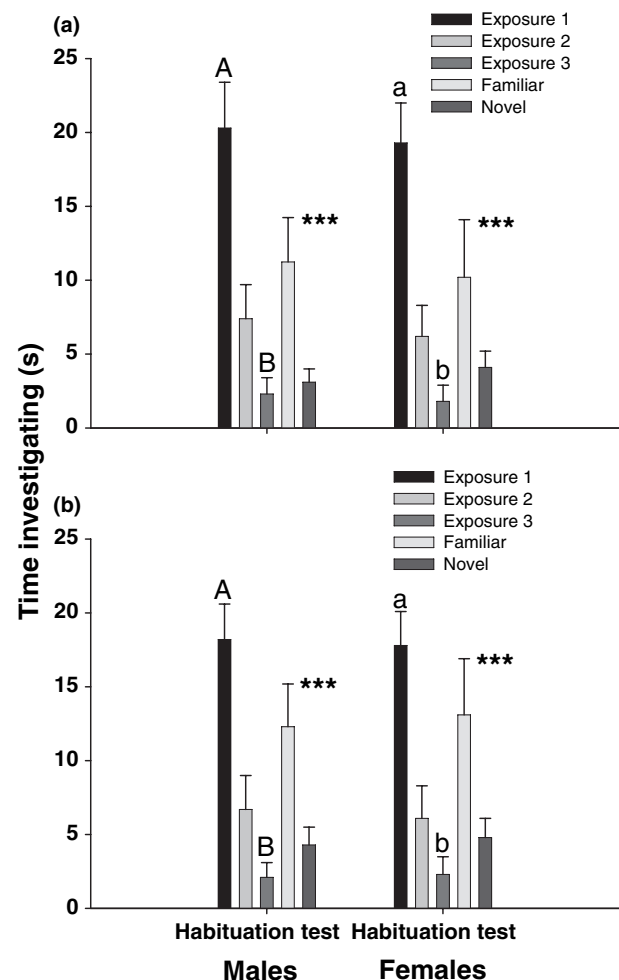 (a)
Exposure 1
Exposure 2
Exposure 3
Familiar
Novel
25
20
15
10
5
0
A
B
***
a
b
***
Time investigating (s)
(b)
Exposure 1
Exposure 2
Exposure 3
Familiar
Novel
25
20
15
10
5
0
A
B
***
a
b
***
Habituation test Habituation test
Males Females